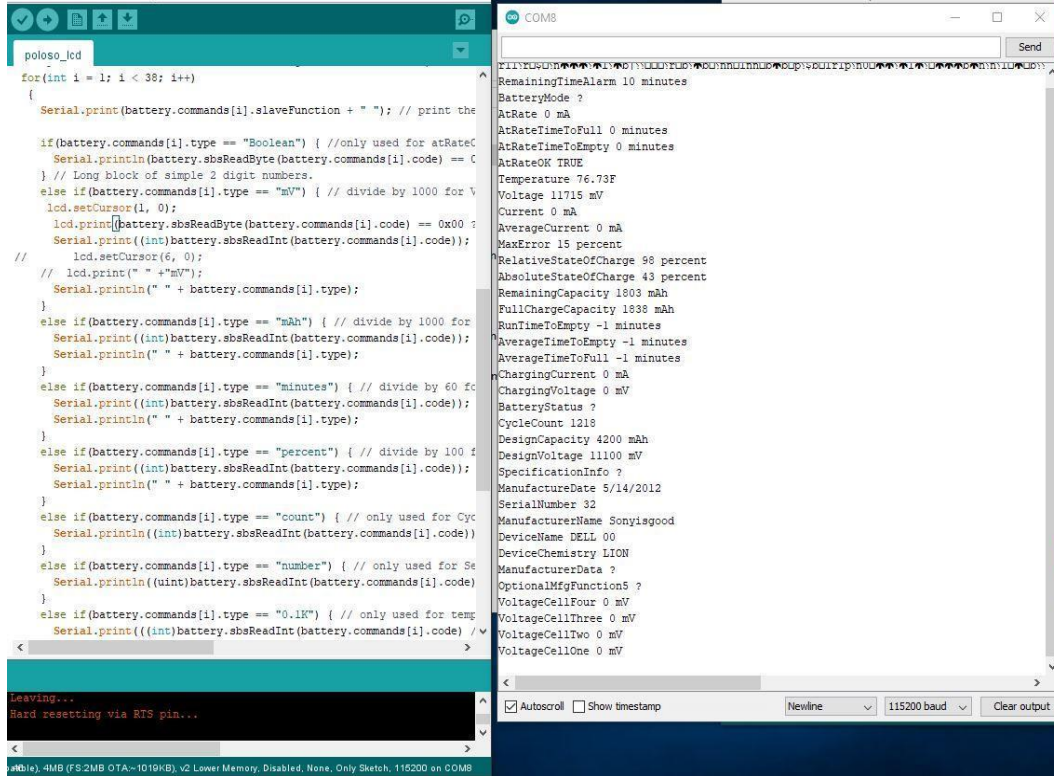 poloso_lcd
for(int i = 1; i < 38; i++)
{
Serial.print(battery.commands[i].slaveFunction + " "); // print the
if(battery.commands[i].type == "Boolean") { //only used for atRateO
Serial.println(battery.sbsReadByte(battery.commands[i].code) == 0
} // Long block of simple 2 digit numbers.
else if(battery.commands[i].type == "mV") { // divide by 1000 for V
lcd.setCursor(1, 0);
lcd.print(battery.sbsReadByte(battery.commands[i].code) == 0x00 ?
Serial.print((int)battery.sbsReadInt(battery.commands[i].code));
// lcd.setCursor(6, 0);
// lcd.print(" " +"mV");
Serial.println(" " + battery.commands[i].type);
}
else if(battery.commands[i].type == "mAh") { // divide by 1000 for
Serial.print((int)battery.sbsReadInt(battery.commands[i].code));
Serial.println(" " + battery.commands[i].type);
}
else if(battery.commands[i].type == "minutes") { // divide by 60 fo
Serial.print((int)battery.sbsReadInt(battery.commands[i].code));
Serial.println(" " + battery.commands[i].type);
}
else if(battery.commands[i].type == "percent") { // divide by 100 f
Serial.print((int)battery.sbsReadInt(battery.commands[i].code));
Serial.println(" " + battery.commands[i].type);
}
else if(battery.commands[i].type == "count") { // only used for Cyc
Serial.println((int)battery.sbsReadInt(battery.commands[i].code))
}
else if(battery.commands[i].type == "number") { // only used for Se
Serial.println((uint)battery.sbsReadInt(battery.commands[i].code)
}
else if(battery.commands[i].type == "0.1K") { // only used for temp
Serial.print(((int)battery.sbsReadInt(battery.commands[i].code) /
Leaving...
Hard resetting via RTS pin...
4MB (FS:2MB OTA:~1019KB), v2 Lower Memory, Disabled, None, Only Sketch, 115200 on COM8
COM8
Send
RemainingTimeAlarm 10 minutes
BatteryMode ?
AtRate 0 mA
AtRateTimeToFull 0 minutes
AtRateTimeToEmpty 0 minutes
AtRateOK TRUE
Temperature 76.73F
Voltage 11715 mV
Current 0 mA
AverageCurrent 0 mA
MaxError 15 percent
RelativeStateOfCharge 98 percent
AbsoluteStateOfCharge 43 percent
RemainingCapacity 1803 mAh
FullChargeCapacity 1838 mAh
RunTimeToEmpty -1 minutes
AverageTimeToEmpty -1 minutes
AverageTimeToFull -1 minutes
ChargingCurrent 0 mA
ChargingVoltage 0 mV
BatteryStatus ?
CycleCount 1218
DesignCapacity 4200 mAh
DesignVoltage 11100 mV
SpecificationInfo ?
ManufactureDate 5/14/2012
SerialNumber 32
ManufacturerName Sonyisgood
DeviceName DELL 00
DeviceChemistry LION
ManufacturerData ?
OptionalMfgFunction5 ?
VoltageCellFour 0 mV
VoltageCellThree 0 mV
VoltageCellTwo 0 mV
VoltageCellOne 0 mV
Autoscroll Show timestamp Newline 115200 baud Clear output